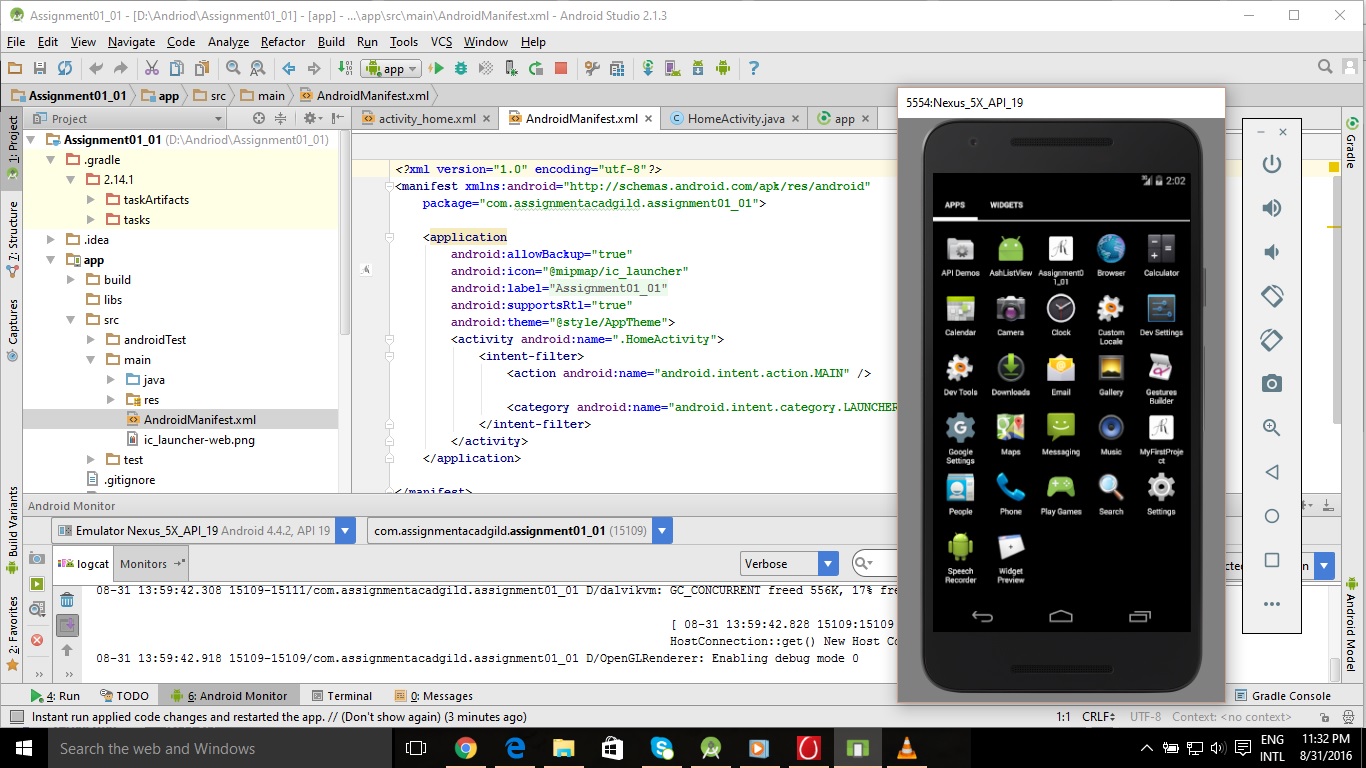 Assignment01_01 - [D:\Andriod\Assignment01_01] - [app] - ...\app\src\main\AndroidManifest.xml - Android Studio 2.1.3
File Edit View Navigate Code Analyze Refactor Build Run Tools VCS Window Help
app
Assignment01_01 app src main AndroidManifest.xml
1: Project
7: Structure
Captures
Build Variants
2: Favorites
Project
activity_home.xml AndroidManifest.xml HomeActivity.java app
Assignment01_01 (D:\Andriod\Assignment01_01)
.gradle
2.14.1
taskArtifacts
tasks
.idea
app
build
libs
src
androidTest
main
java
res
AndroidManifest.xml
ic_launcher-web.png
test
.gitignore
<?xml version="1.0" encoding="utf-8"?>
<manifest xmlns:android="http://schemas.android.com/apk/res/android"
package="com.assignmentacadgild.assignment01_01">
<application
android:allowBackup="true"
android:icon="@mipmap/ic_launcher"
android:label="Assignment01_01"
android:supportsRtl="true"
android:theme="@style/AppTheme">
<activity android:name=".HomeActivity">
<intent-filter>
<action android:name="android.intent.action.MAIN" />
<category android:name="android.intent.category.LAUNCHER
</intent-filter>
</activity>
</application>
</manifest>
5554:Nexus_5X_API_19
2:02
APPS WIDGETS
API Demos AshListView Assignment01_01 Browser Calculator
Calendar Camera Clock Custom Locale Dev Settings
Dev Tools Downloads Email Gallery Gestures Builder
Google Settings Maps Messaging Music MyFirstProject
People Phone Play Games Search Settings
Speech Recorder Widget Preview
Gradle
Android Model
Android Monitor
Emulator Nexus_5X_API_19 Android 4.4.2, API 19 com.assignmentacadgild.assignment01_01 (15109)
logcat Monitors Verbose
08-31 13:59:42.308 15109-15111/com.assignmentacadgild.assignment01_01 D/dalvikvm: GC_CONCURRENT freed 556K, 17% fre
[ 08-31 13:59:42.828 15109:15109
HostConnection::get() New Host Co
08-31 13:59:42.918 15109-15109/com.assignmentacadgild.assignment01_01 D/OpenGLRenderer: Enabling debug mode 0
4: Run TODO 6: Android Monitor Terminal 0: Messages Gradle Console
Instant run applied code changes and restarted the app. // (Don't show again) (3 minutes ago) 1:1 CRLF UTF-8 Context: <no context>
Search the web and Windows
ENG
INTL
11:32 PM
8/31/2016